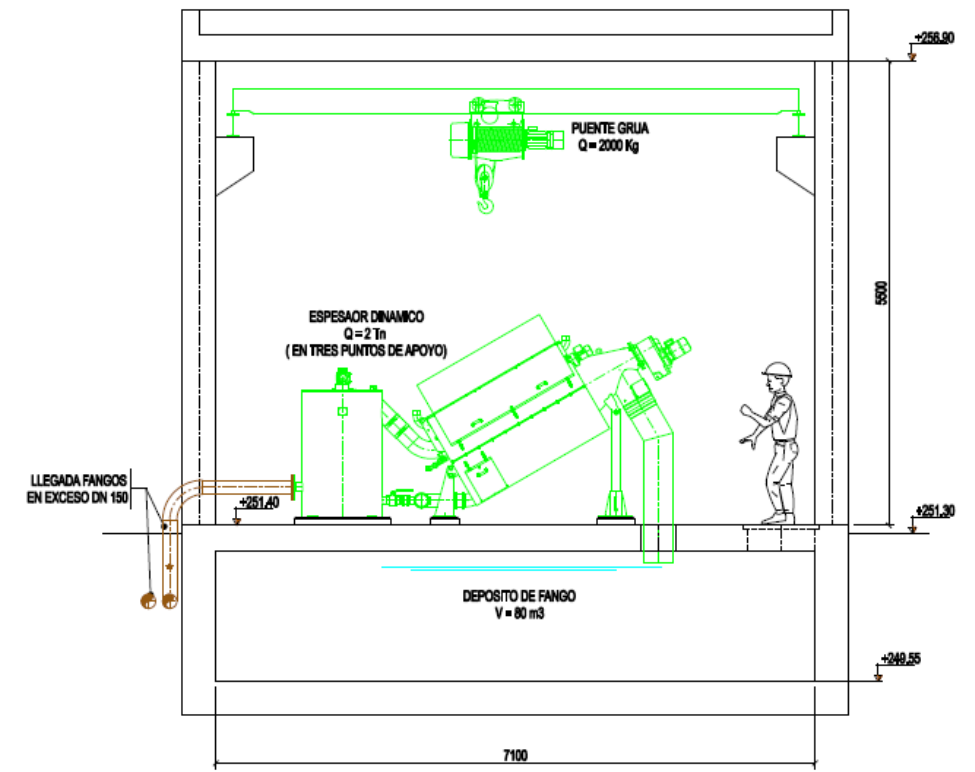 +256.90
PUENTE GRUA
Q = 2000 Kg
5500
ESPESAOR DINAMICO
Q = 2 Tn
( EN TRES PUNTOS DE APOYO)
LLEGADA FANGOS
EN EXCESO DN 150
+251.40
+251.30
DEPOSITO DE FANGO
V = 80 m3
+249.55
7100